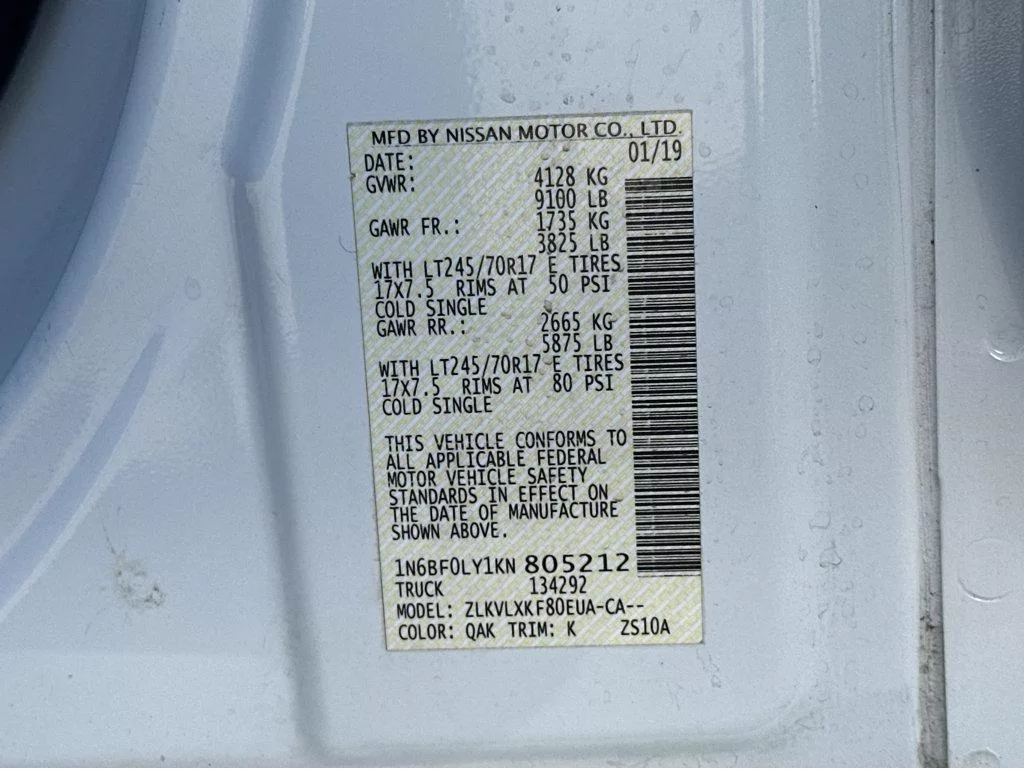 MFD BY NISSAN MOTOR CO., LTD.
DATE: 01/19
GVWR: 4128 KG
9100 LB
GAWR FR.: 1735 KG
3825 LB
WITH LT245/70R17 E TIRES
17X7.5 RIMS AT 50 PSI
COLD SINGLE
GAWR RR.: 2665 KG
5875 LB
WITH LT245/70R17 E TIRES
17X7.5 RIMS AT 80 PSI
COLD SINGLE
THIS VEHICLE CONFORMS TO
ALL APPLICABLE FEDERAL
MOTOR VEHICLE SAFETY
STANDARDS IN EFFECT ON
THE DATE OF MANUFACTURE
SHOWN ABOVE.
1N6BF0LY1KN 805212
TRUCK 134292
MODEL: ZLKVLXKF80EUA-CA--
COLOR: QAK TRIM: K ZS10A